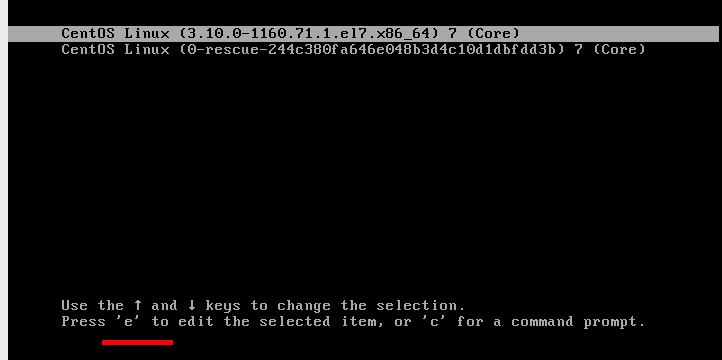 CentOS Linux (3.10.0-1160.71.1.el7.x86_64) 7 (Core)
CentOS Linux (0-rescue-244c380fa646e048b3d4c10d1dbfdd3b) 7 (Core)
Use the ↑ and ↓ keys to change the selection.
Press 'e' to edit the selected item, or 'c' for a command prompt.